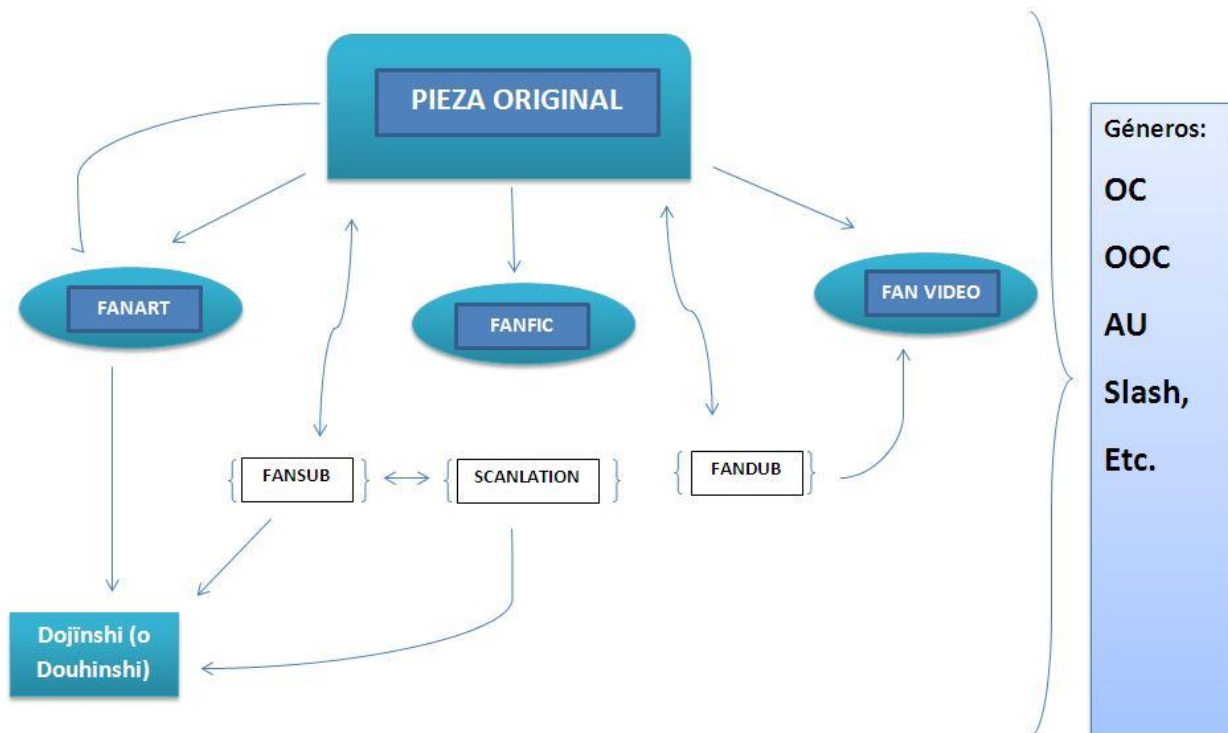 PIEZA ORIGINAL
FANART
FANFIC
FAN VIDEO
FANSUB
SCANLATION
FANDUB
Dojïnshi (o
Douhinshi)
Géneros:
OC
OOC
AU
Slash,
Etc.